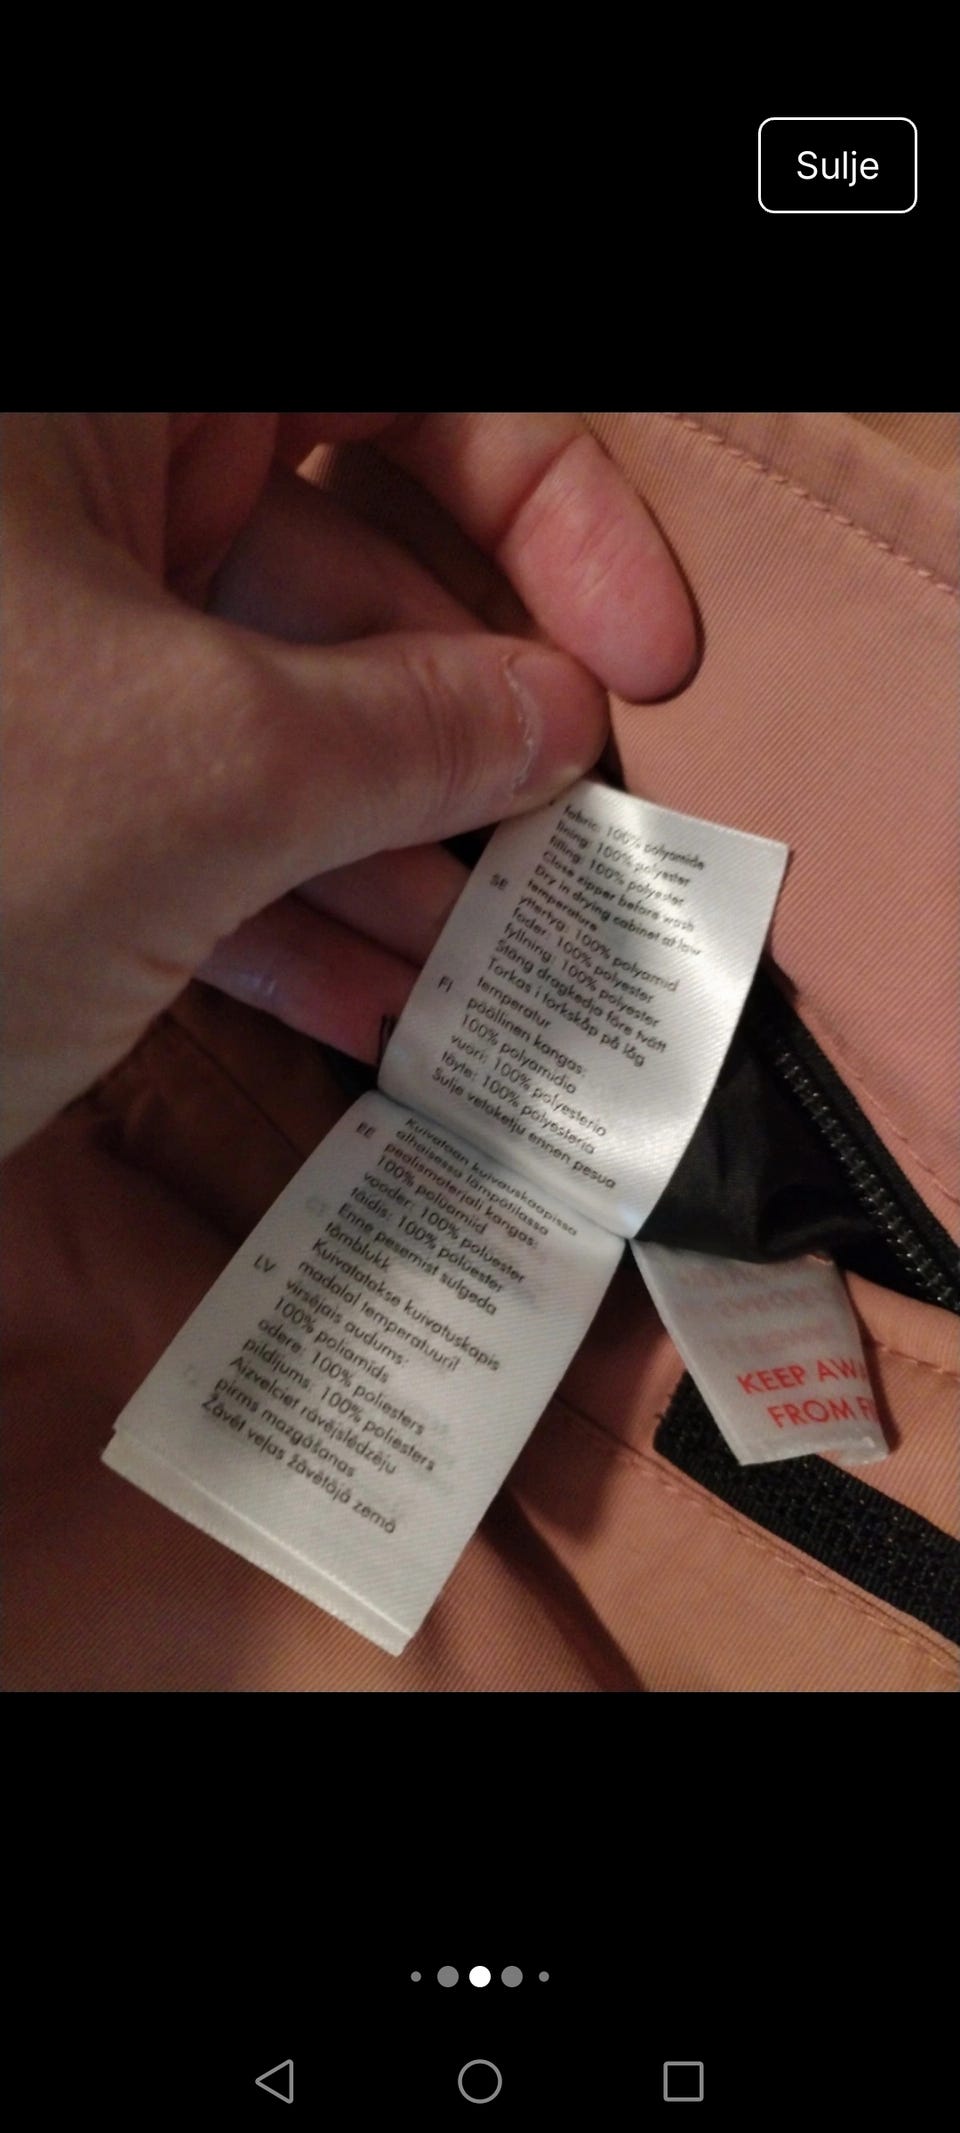 Sulje
fabric: 100% polyamide
lining: 100% polyester
filling: 100% polyester
Close zipper before wash
Dry in drying cabinet at low
temperature
SE yttertyg: 100% polyamid
foder: 100% polyester
fyllning: 100% polyester
Stäng dragkedja före tvätt
Torkas i torkskåp på låg
temperatur
FI päällinen kangas:
100% polyamidia
vuori: 100% polyesteria
täyte: 100% polyesteria
Sulje vetoketju ennen pesua
Kuivataan kuivauskaapissa
alhaisessa lämpötilassa
EE pealismaterjali kangas:
100% polüamiid
vooder: 100% polüester
täidis: 100% polüester
Enne pesemist sulgeda
tõmblukk
Kuivatatakse kuivatuskapis
madalal temperatuuril
LV virsējais audums:
100% poliamīds
odere: 100% poliesters
pildījums: 100% poliesters
Aizvelciet rāvējslēdzēju
pirms mazgāšanas
Žāvēt veļas žāvētājā zemā
KEEP AW
FROM F